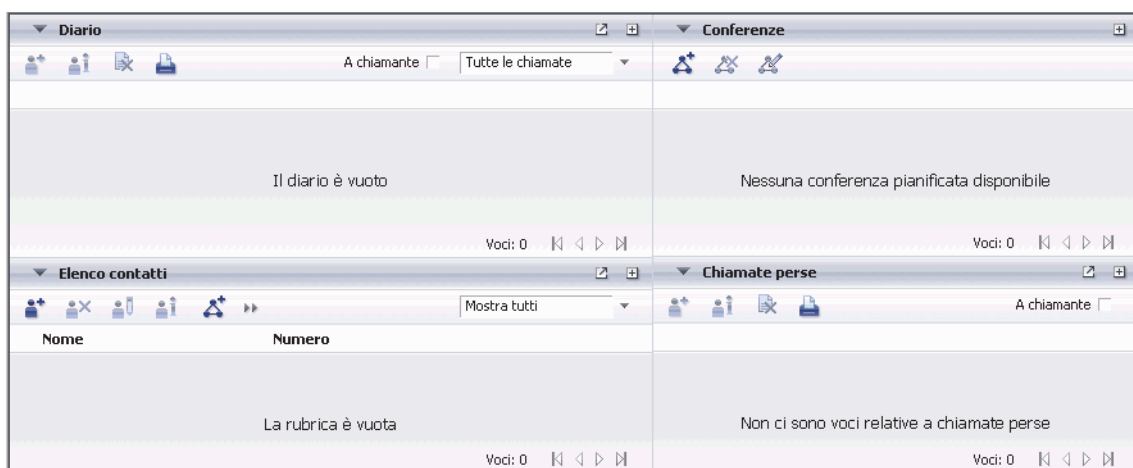 Diario
A chiamante Tutte le chiamate
Il diario è vuoto
Voci: 0
Conferenze
Nessuna conferenza pianificata disponibile
Voci: 0
Elenco contatti
Mostra tutti
Nome Numero
La rubrica è vuota
Voci: 0
Chiamate perse
A chiamante
Non ci sono voci relative a chiamate perse
Voci: 0